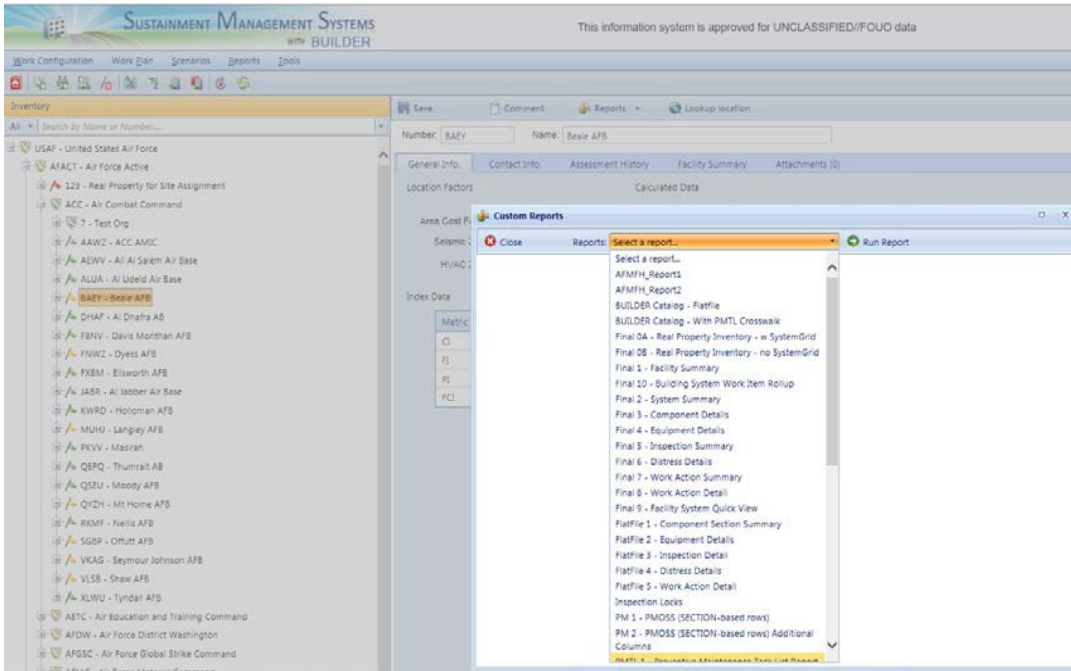 SUSTAINMENT MANAGEMENT SYSTEMS
WITH BUILDER
This information system is approved for UNCLASSIFIED//FOUO data
Work Configuration Work Plan Scenarios Reports Tools
Inventory
Save Comment Reports Lookup location
All Search by Name or Number...
Number: BAEY Name: Beale AFB
USAF - United States Air Force
AFACT - Air Force Active
123 - Real Property for Site Assignment
ACC - Air Combat Command
7 - Test Org
AAWZ - ACC AMIC
AEWV - Ali Al Salem Air Base
ALUA - Al Udeid Air Base
BAEY - Beale AFB
DHAF - Al Dhafra AB
FBNV - Davis Monthan AFB
FNWZ - Dyess AFB
FXBM - Ellsworth AFB
JABR - Al Jabber Air Base
KWRD - Holloman AFB
MUHJ - Langley AFB
PKVV - Masirah
QEPQ - Thumrait AB
QSEU - Moody AFB
QYZH - Mt Home AFB
RKMF - Nellis AFB
SGBP - Offutt AFB
VKAG - Seymour Johnson AFB
VLSB - Shaw AFB
XLWU - Tyndall AFB
AETC - Air Education and Training Command
AFDW - Air Force District Washington
AFGSC - Air Force Global Strike Command
General Info. Contact Info. Assessment History Facility Summary Attachments (0)
Location Factors Calculated Data
Area Cost
Seismic
HVAC
Index Data
Metric
CI
FI
PI
FCI
Custom Reports
Close Reports: Select a report... Run Report
Select a report...
AFMFH_Report1
AFMFH_Report2
BUILDER Catalog - Flatfile
BUILDER Catalog - With PMTL Crosswalk
Final 0A - Real Property Inventory - w SystemGrid
Final 0B - Real Property Inventory - no SystemGrid
Final 1 - Facility Summary
Final 10 - Building System Work Item Rollup
Final 2 - System Summary
Final 3 - Component Details
Final 4 - Equipment Details
Final 5 - Inspection Summary
Final 6 - Distress Details
Final 7 - Work Action Summary
Final 8 - Work Action Detail
Final 9 - Facility System Quick View
FlatFile 1 - Component Section Summary
FlatFile 2 - Equipment Details
FlatFile 3 - Inspection Detail
FlatFile 4 - Distress Details
FlatFile 5 - Work Action Detail
Inspection Locks
PM 1 - PMOSS (SECTION-based rows)
PM 2 - PMOSS (SECTION-based rows) Additional
Columns
PMTL 1 - Preventive Maintenance Task List Report